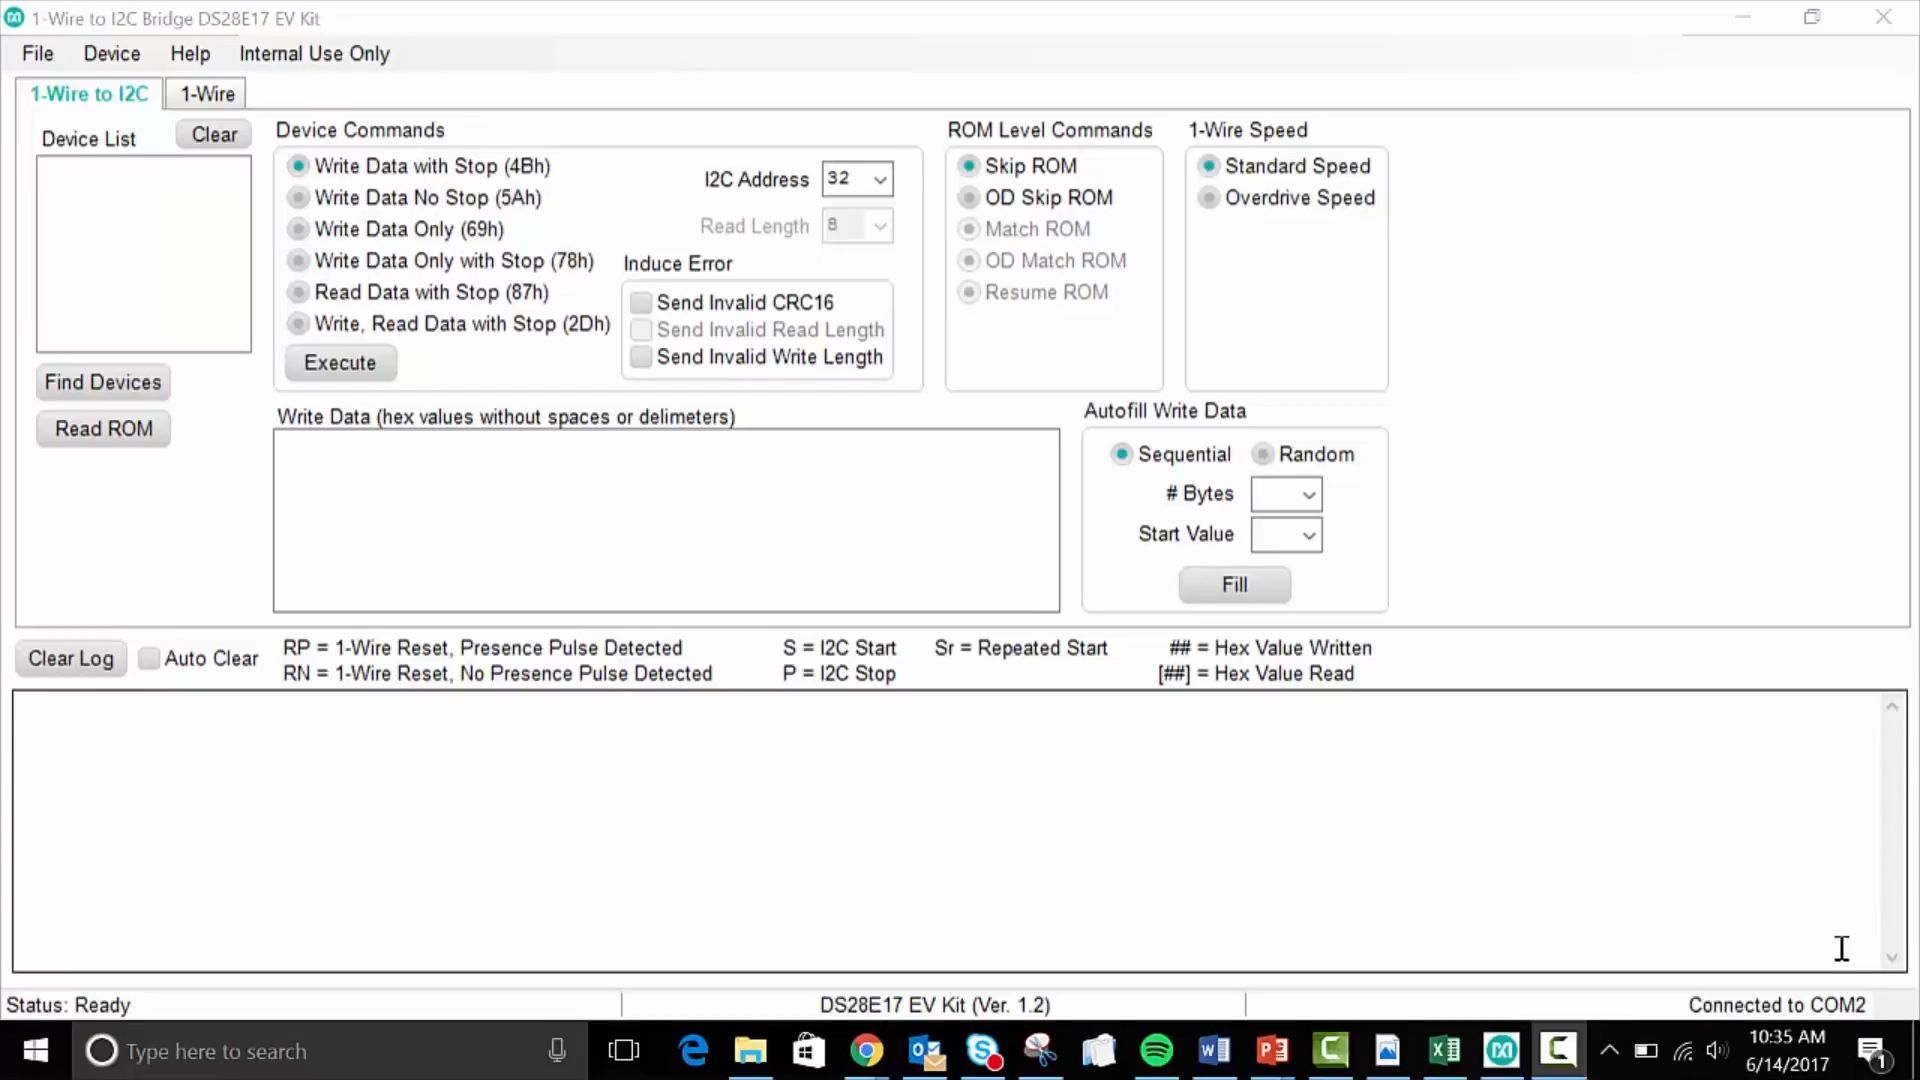 1-Wire to I2C Bridge DS28E17 EV Kit
File Device Help Internal Use Only
1-Wire to I2C 1-Wire
Device List Clear
Find Devices
Read ROM
Device Commands
Write Data with Stop (4Bh)
Write Data No Stop (5Ah)
Write Data Only (69h)
Write Data Only with Stop (78h)
Read Data with Stop (87h)
Write, Read Data with Stop (2Dh)
Execute
I2C Address 32
Read Length 8
Induce Error
Send Invalid CRC16
Send Invalid Read Length
Send Invalid Write Length
ROM Level Commands
Skip ROM
OD Skip ROM
Match ROM
OD Match ROM
Resume ROM
1-Wire Speed
Standard Speed
Overdrive Speed
Write Data (hex values without spaces or delimeters)
Autofill Write Data
Sequential Random
# Bytes
Start Value
Fill
Clear Log Auto Clear
RP = 1-Wire Reset, Presence Pulse Detected S = I2C Start Sr = Repeated Start ## = Hex Value Written
RN = 1-Wire Reset, No Presence Pulse Detected P = I2C Stop [##] = Hex Value Read
Status: Ready DS28E17 EV Kit (Ver. 1.2) Connected to COM2
Type here to search
10:35 AM
6/14/2017
1